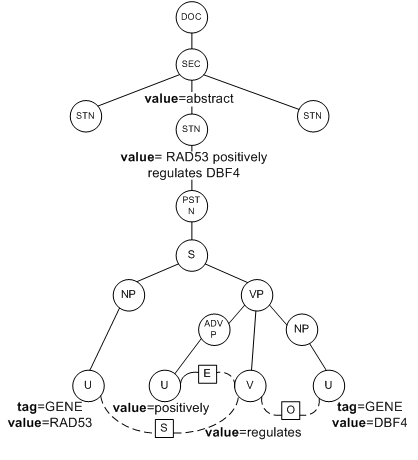 DOC
SEC
value=abstract
STN
STN
STN
value= RAD53 positively
regulates DBF4
PST
N
S
NP
VP
ADV
P
NP
U
U
E
V
O
U
tag=GENE
value=RAD53
value=positively
S
value=regulates
tag=GENE
value=DBF4